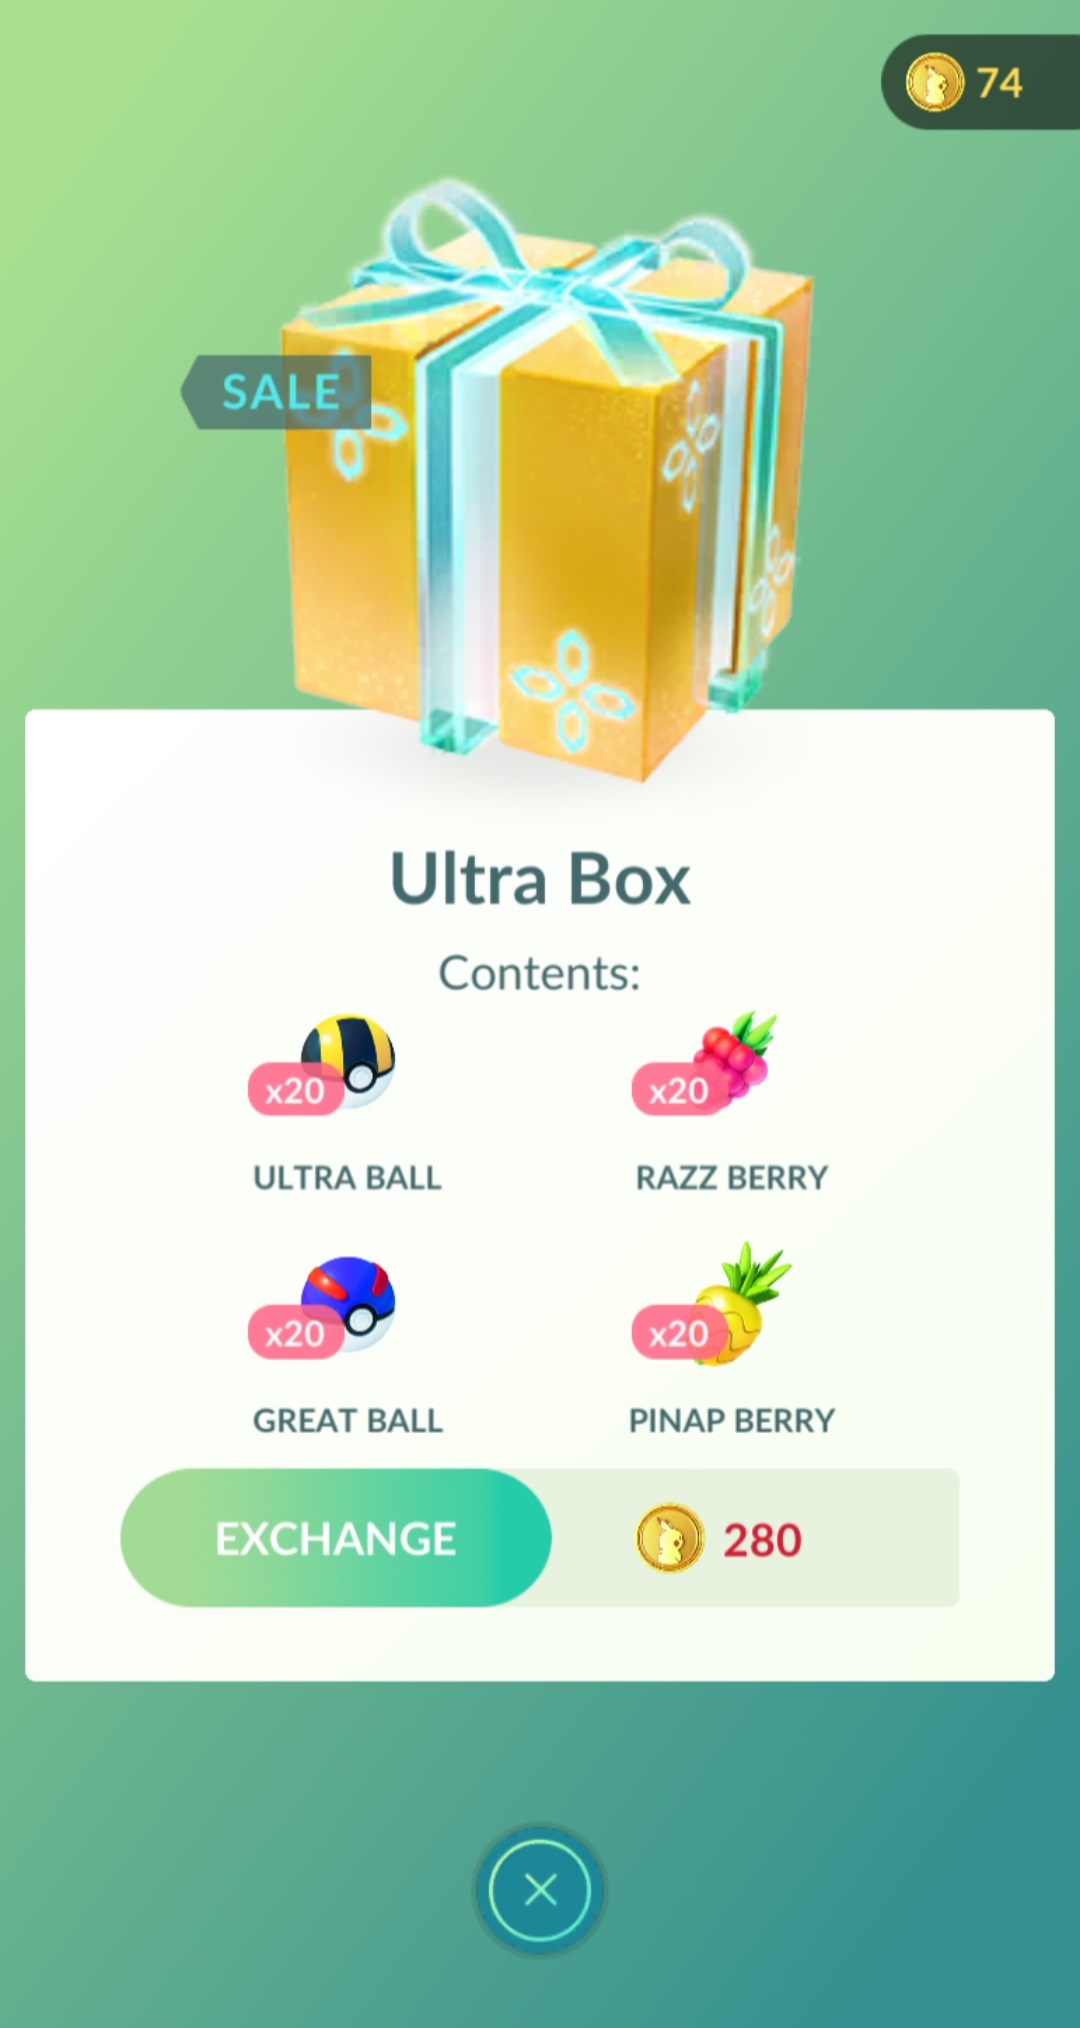 74
SALE
Ultra Box
Contents:
x20
x20
ULTRA BALL
RAZZ BERRY
x20
x20
GREAT BALL
PINAP BERRY
EXCHANGE
280